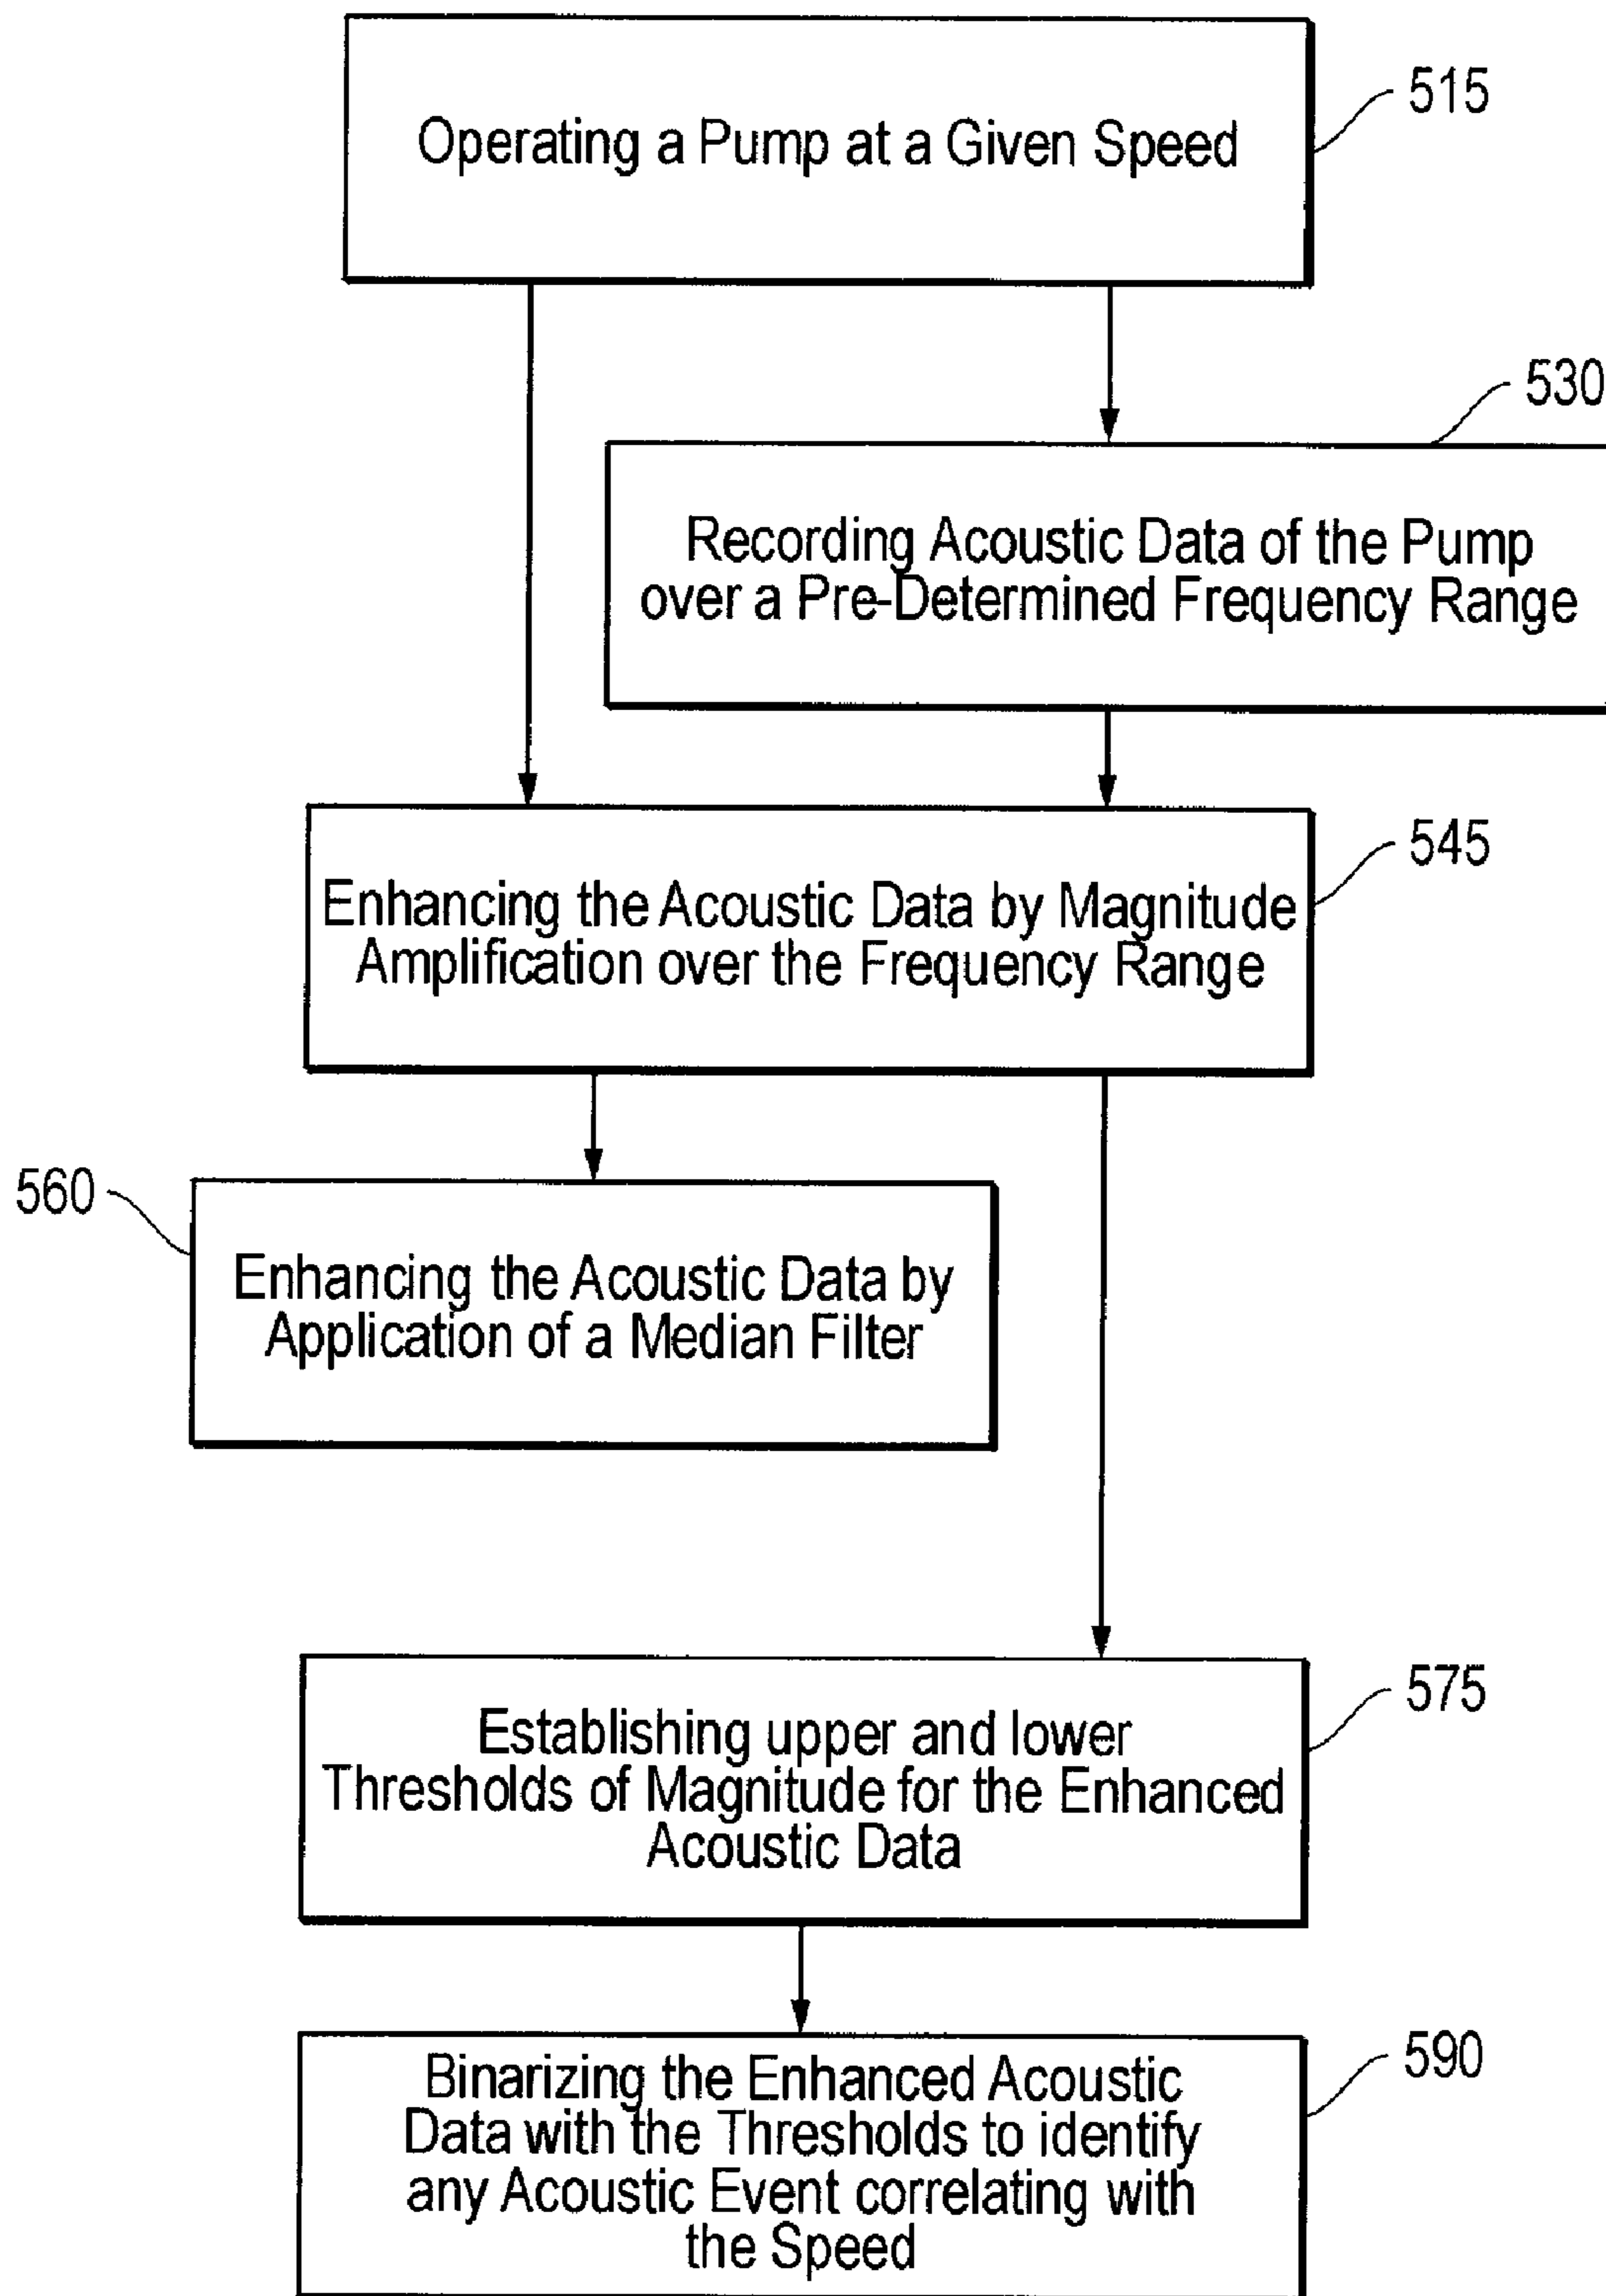 Operating a Pump at a Given Speed
515
530
Recording Acoustic Data of the Pump
over a Pre-Determined Frequency Range
545
Enhancing the Acoustic Data by Magnitude
Amplification over the Frequency Range
560
Enhancing the Acoustic Data by
Application of a Median Filter
575
Establishing upper and lower
Thresholds of Magnitude for the Enhanced
Acoustic Data
590
Binarizing the Enhanced Acoustic
Data with the Thresholds to identify
any Acoustic Event correlating with
the Speed